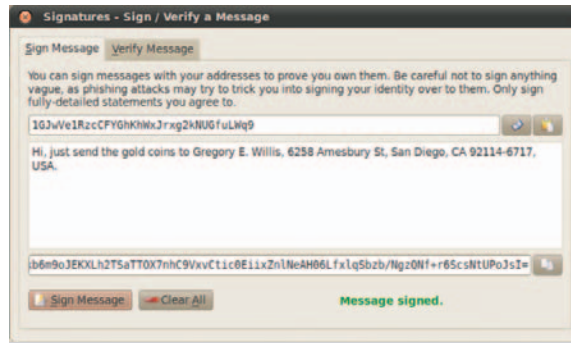 Signatures - Sign / Verify a Message
Sign Message Verify Message
You can sign messages with your addresses to prove you own them. Be careful not to sign anything
vague, as phishing attacks may try to trick you into signing your identity over to them. Only sign
fully-detailed statements you agree to.
1GJwVe1RzcCFYGhKhWxJrxg2kNUGfuLWq9
Hi, just send the gold coins to Gregory E. Willis, 6258 Amesbury St, San Diego, CA 92114-6717,
USA.
b6m9oJEKXLh2TSaTTOX7nhC9VxvCtic0EiixZnlNeAH06LfxlqSbzb/NgzQNf+r6ScsNtUPoJsI=
Sign Message Clear All Message signed.